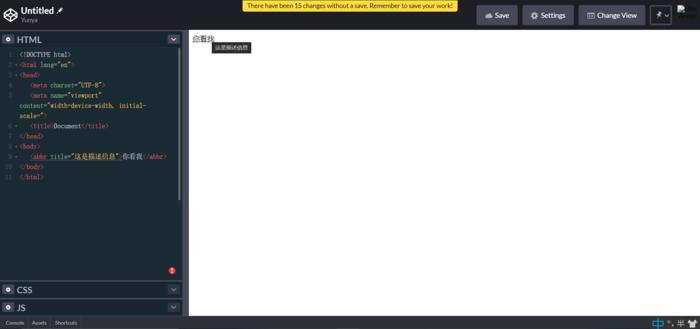 There have been 15 changes without a save. Remember to save your work!
Untitled
Yunya
Save
Settings
Change View
HTML
1 <!DOCTYPE html>
2 <html lang="en">
3 <head>
4 <meta charset="UTF-8">
5 <meta name="viewport"
content="width=device-width, initial-
scale=">
6 <title>Document</title>
7 </head>
8 <body>
9 <abbr title="这是描述信息">你看我</abbr>
10 </body>
11 </html>
你看我
这是描述信息
CSS
JS
Console Assets Shortcuts
中 °, 半